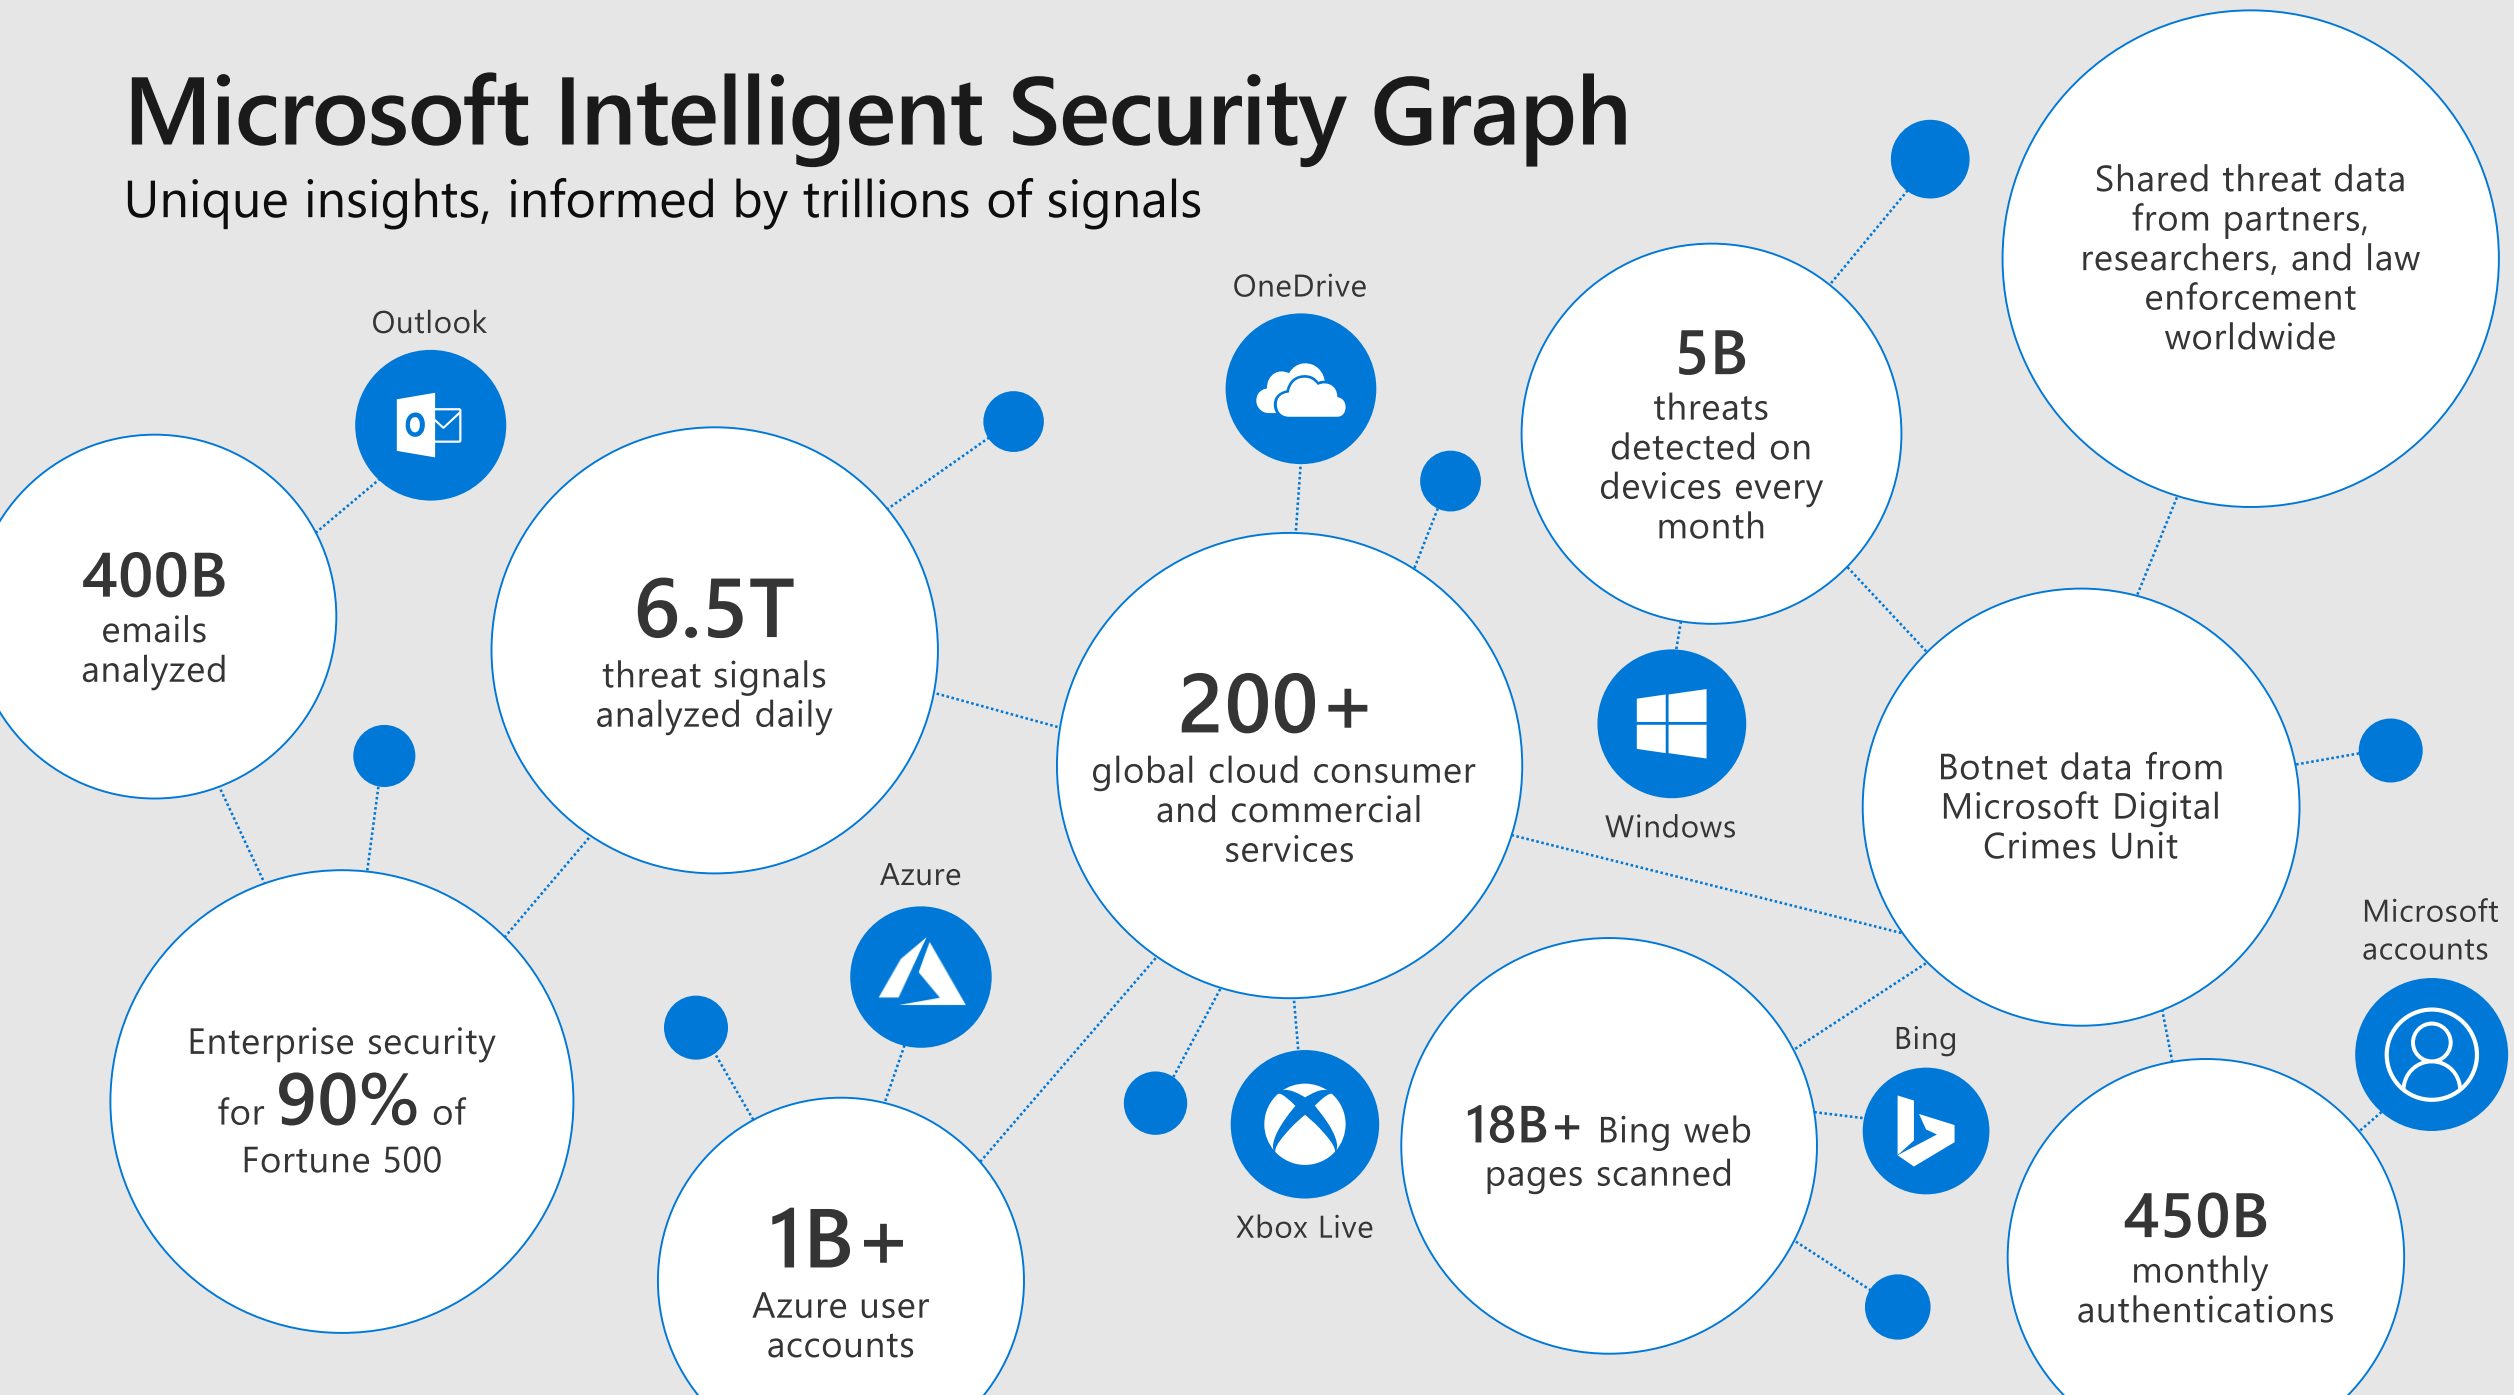 Microsoft Intelligent Security Graph
Unique insights, informed by trillions of signals
Shared threat data
from partners,
researchers, and law
enforcement
worldwide
OneDrive
Outlook
5B
threats
detected on
devices every
month
400B
emails
analyzed
6.5T
threat signals
analyzed daily
200+
global cloud consumer
and commercial
services
Windows
Botnet data from
Microsoft Digital
Crimes Unit
Azure
Microsoft
accounts
Enterprise security
for 90% of
Fortune 500
Bing
18B+ Bing web
pages scanned
Xbox Live
1B+
Azure user
accounts
450B
monthly
authentications